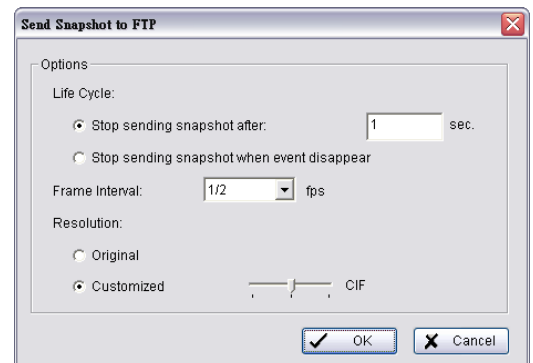 Send Snapshot to FTP
Options
Life Cycle:
Stop sending snapshot after: 1 sec.
Stop sending snapshot when event disappear
Frame Interval: 1/2 fps
Resolution:
Original
Customized CIF
OK Cancel